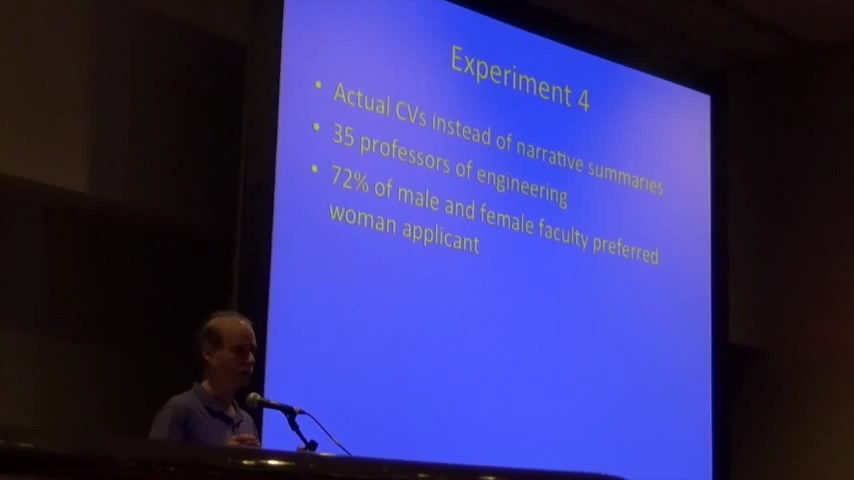 Experiment 4
• Actual CVs instead of narrative summaries
• 35 professors of engineering
• 72% of male and female faculty preferred
woman applicant